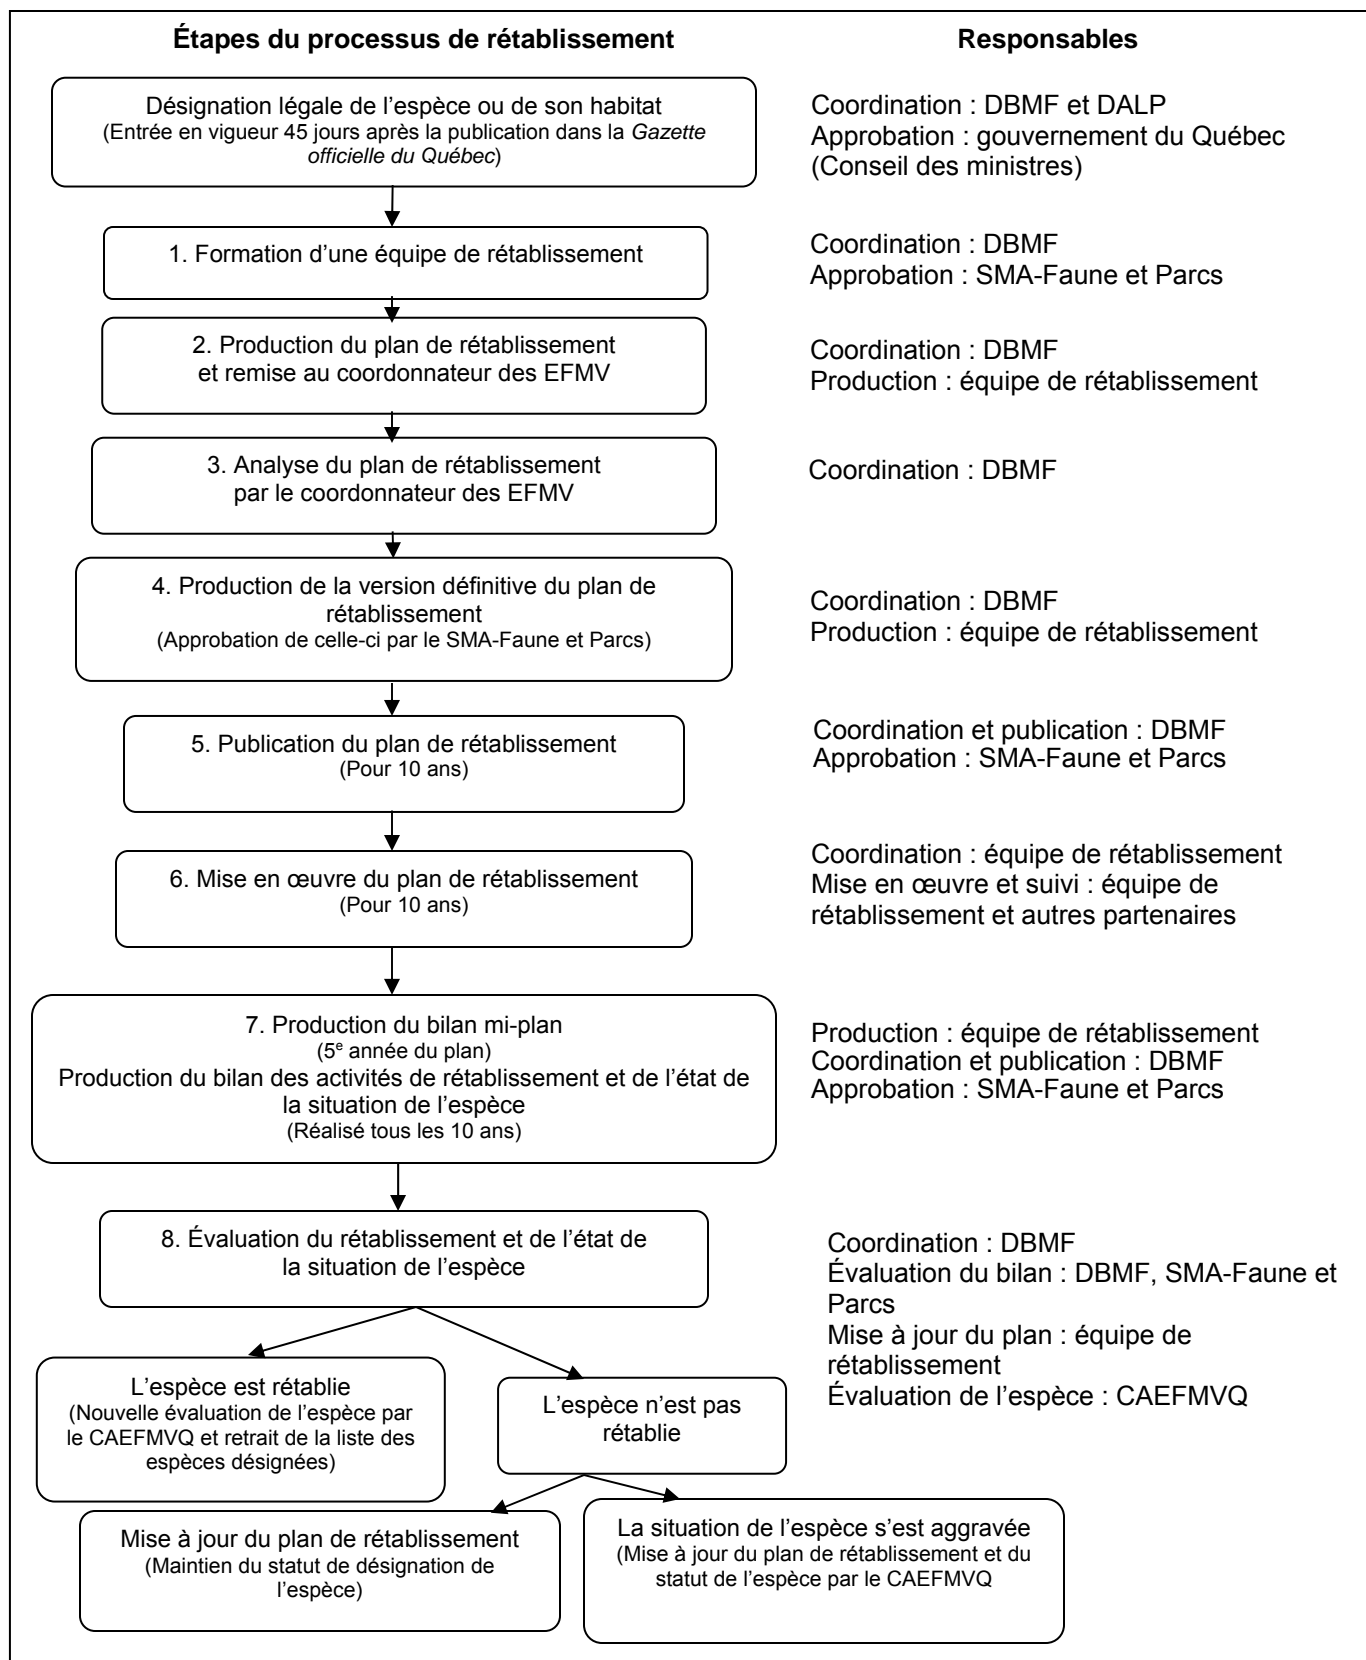 Étapes du processus de rétablissement
Responsables
Désignation légale de l’espèce ou de son habitat
(Entrée en vigueur 45 jours après la publication dans la Gazette
officielle du Québec)
Coordination : DBMF et DALP
Approbation : gouvernement du Québec
(Conseil des ministres)
1. Formation d’une équipe de rétablissement
Coordination : DBMF
Approbation : SMA-Faune et Parcs
2. Production du plan de rétablissement
et remise au coordonnateur des EFMV
Coordination : DBMF
Production : équipe de rétablissement
3. Analyse du plan de rétablissement
par le coordonnateur des EFMV
Coordination : DBMF
4. Production de la version définitive du plan de
rétablissement
(Approbation de celle-ci par le SMA-Faune et Parcs)
Coordination : DBMF
Production : équipe de rétablissement
5. Publication du plan de rétablissement
(Pour 10 ans)
Coordination et publication : DBMF
Approbation : SMA-Faune et Parcs
6. Mise en œuvre du plan de rétablissement
(Pour 10 ans)
Coordination : équipe de rétablissement
Mise en œuvre et suivi : équipe de
rétablissement et autres partenaires
7. Production du bilan mi-plan
(5e année du plan)
Production du bilan des activités de rétablissement et de l’état de
la situation de l’espèce
(Réalisé tous les 10 ans)
Production : équipe de rétablissement
Coordination et publication : DBMF
Approbation : SMA-Faune et Parcs
8. Évaluation du rétablissement et de l’état de
la situation de l’espèce
Coordination : DBMF
Évaluation du bilan : DBMF, SMA-Faune et
Parcs
Mise à jour du plan : équipe de
rétablissement
Évaluation de l’espèce : CAEFMVQ
L’espèce est rétablie
(Nouvelle évaluation de l’espèce par
le CAEFMVQ et retrait de la liste des
espèces désignées)
L’espèce n’est pas
rétablie
Mise à jour du plan de rétablissement
(Maintien du statut de désignation de
l’espèce)
La situation de l’espèce s’est aggravée
(Mise à jour du plan de rétablissement et du
statut de l’espèce par le CAEFMVQ